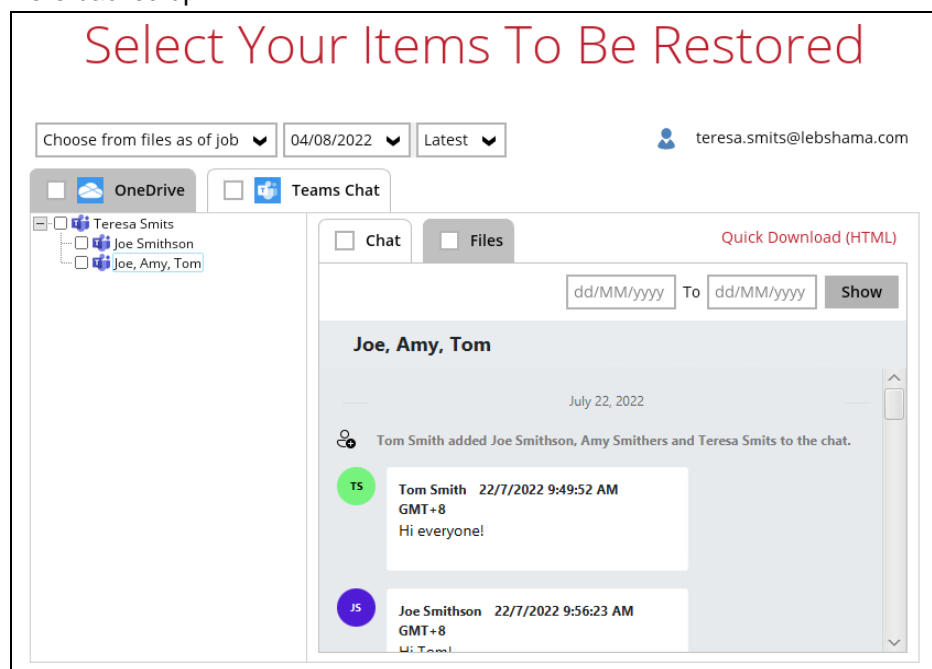 Select Your Items To Be Restored
Choose from files as of job 04/08/2022 Latest teresa.smits@lebshama.com
OneDrive Teams Chat
Teresa Smits
Joe Smithson
Joe, Amy, Tom
Chat Files Quick Download (HTML)
dd/MM/yyyy To dd/MM/yyyy Show
Joe, Amy, Tom
July 22, 2022
Tom Smith added Joe Smithson, Amy Smithers and Teresa Smits to the chat.
TS Tom Smith 22/7/2022 9:49:52 AM
GMT+8
Hi everyone!
JS Joe Smithson 22/7/2022 9:56:23 AM
GMT+8
Hi Tom!